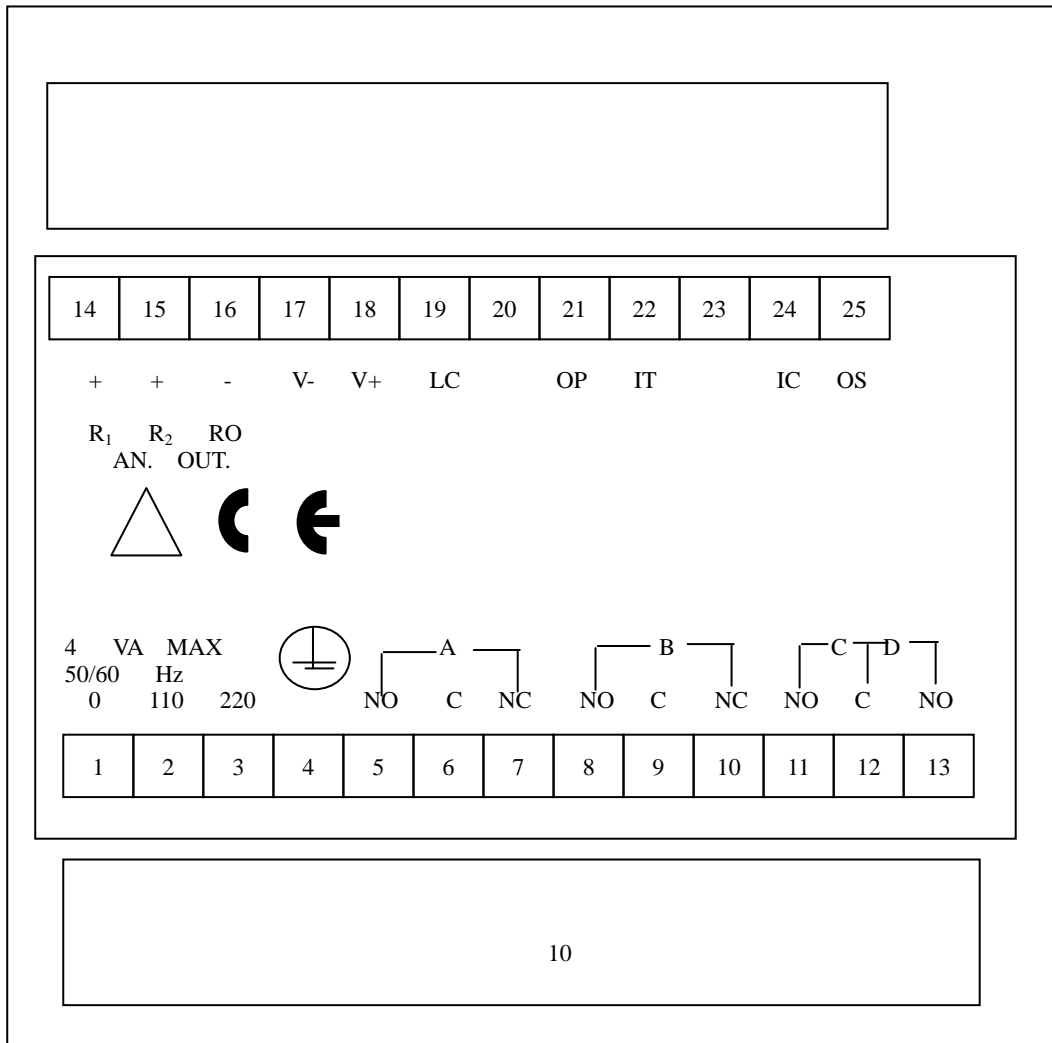 14 15 16 17 18 19 20 21 22 23 24 25
+ + - V- V+ LC OP IT IC OS
R₁ R₂ RO
AN. OUT.
CE
4 VA MAX A B C D
50/60 Hz
0 110 220 NO C NC NO C NC NO C NO
1 2 3 4 5 6 7 8 9 10 11 12 13
10